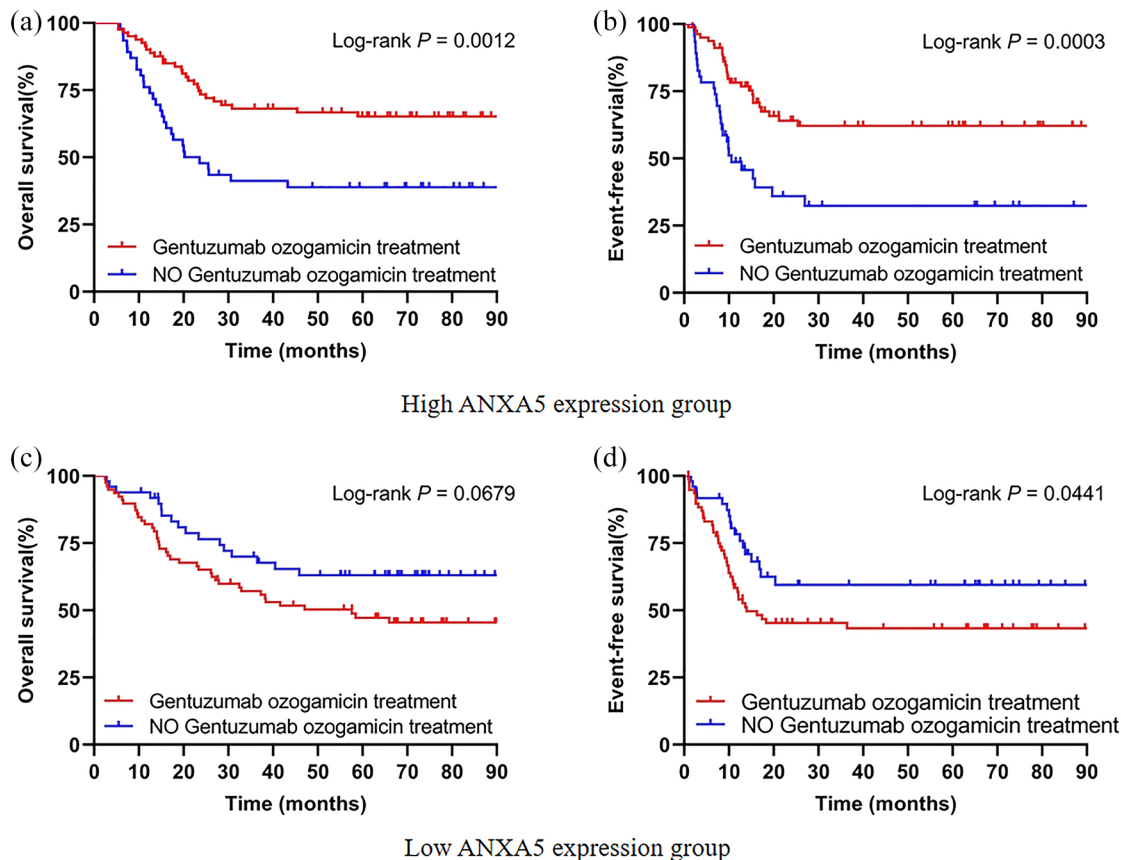 (a)
Overall survival(%)
100
75
50
25
0
Log-rank P = 0.0012
Gentuzumab ozogamicin treatment
NO Gentuzumab ozogamicin treatment
0 10 20 30 40 50 60 70 80 90
Time (months)
(b)
Event-free survial(%)
100
75
50
25
0
Log-rank P = 0.0003
Gentuzumab ozogamicin treatment
NO Gentuzumab ozogamicin treatment
0 10 20 30 40 50 60 70 80 90
Time (months)
High ANXA5 expression group
(c)
Overall survival(%)
100
75
50
25
0
Log-rank P = 0.0679
Gentuzumab ozogamicin treatment
NO Gentuzumab ozogamicin treatment
0 10 20 30 40 50 60 70 80 90
Time (months)
(d)
Event-free survial(%)
100
75
50
25
0
Log-rank P = 0.0441
Gentuzumab ozogamicin treatment
NO Gentuzumab ozogamicin treatment
0 10 20 30 40 50 60 70 80 90
Time (months)
Low ANXA5 expression group